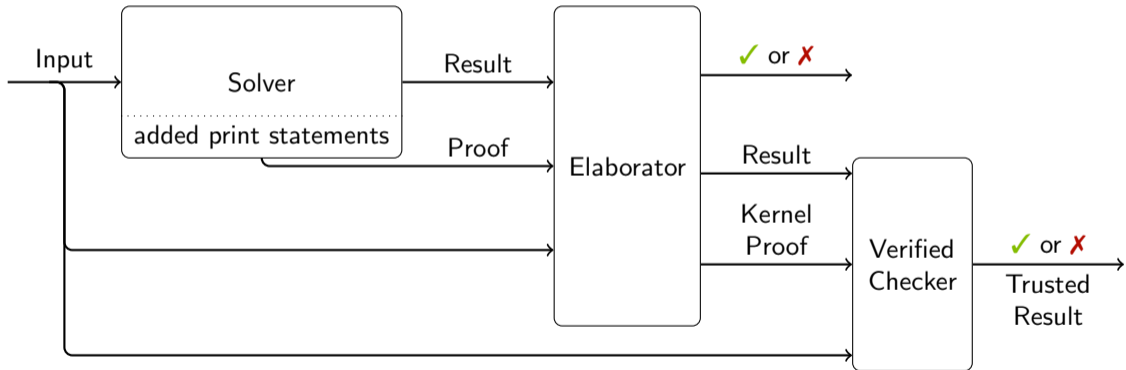 Input
Solver
added print statements
Result
Proof
Elaborator
✓ or ✗
Result
Kernel
Proof
Verified
Checker
✓ or ✗
Trusted
Result